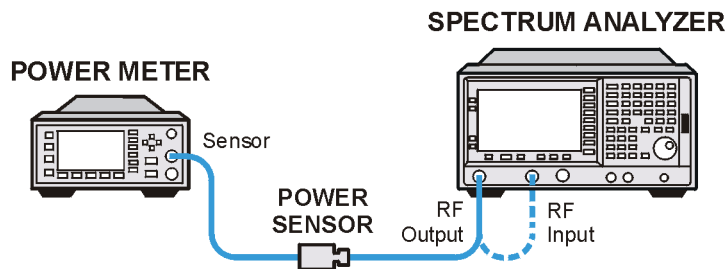 SPECTRUM ANALYZER
POWER METER
Sensor
POWER
SENSOR
RF
Output
RF
Input